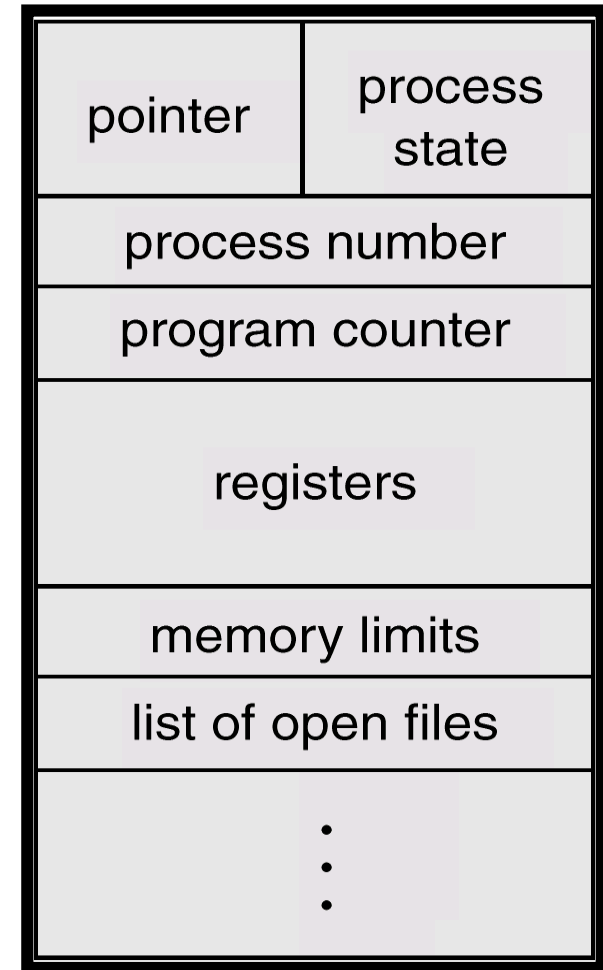 pointer
process
state
process number
program counter
registers
memory limits
list of open files
.
.
.